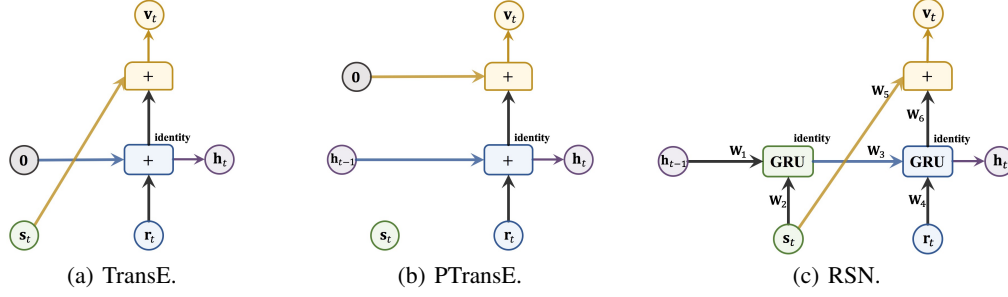 v_t
+
0
identity
+
h_t
s_t
r_t
(a) TransE.
v_t
0
+
identity
h_{t-1}
+
h_t
s_t
r_t
(b) PTransE.
v_t
+
W_5
W_6
identity
identity
h_{t-1}
W_1
GRU
W_3
GRU
h_t
W_2
W_4
s_t
r_t
(c) RSN.